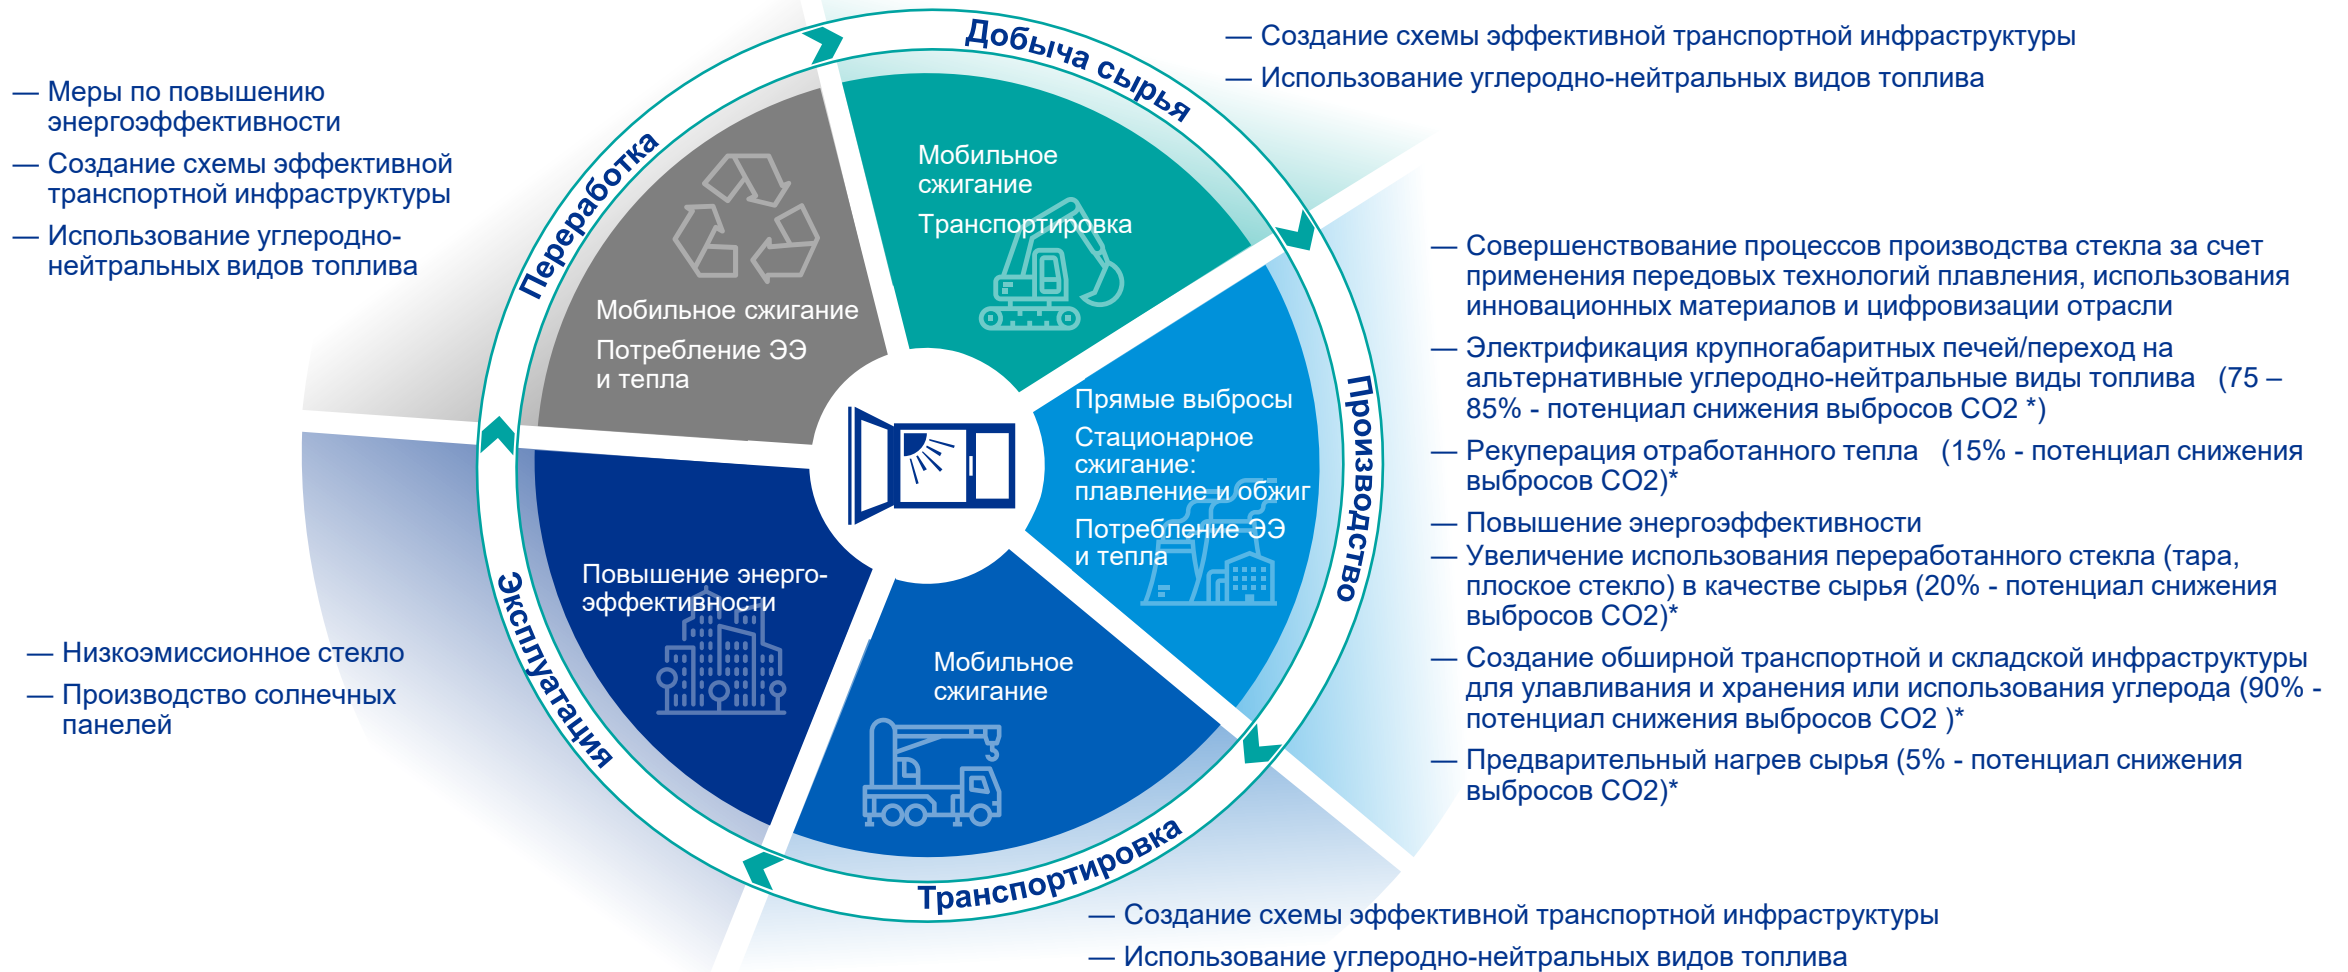 Добыча сырья
— Создание схемы эффективной транспортной инфраструктуры
— Использование углеродно-нейтральных видов топлива
Мобильное
сжигание
Транспортировка
Производство
Прямые выбросы
Стационарное
сжигание:
плавление и обжиг
Потребление ЭЭ
и тепла
— Совершенствование процессов производства стекла за счет
применения передовых технологий плавления, использования
инновационных материалов и цифровизации отрасли
— Электрификация крупногабаритных печей/переход на
альтернативные углеродно-нейтральные виды топлива (75 –
85% - потенциал снижения выбросов СО2 *)
— Рекуперация отработанного тепла (15% - потенциал снижения
выбросов СО2)*
— Повышение энергоэффективности
— Увеличение использования переработанного стекла (тара,
плоское стекло) в качестве сырья (20% - потенциал снижения
выбросов СО2)*
— Создание обширной транспортной и складской инфраструктуры
для улавливания и хранения или использования углерода (90% -
потенциал снижения выбросов СО2 )*
— Предварительный нагрев сырья (5% - потенциал снижения
выбросов СО2)*
Транспортировка
Мобильное
сжигание
— Создание схемы эффективной транспортной инфраструктуры
— Использование углеродно-нейтральных видов топлива
Эксплуатация
Повышение энерго-
эффективности
— Низкоэмиссионное стекло
— Производство солнечных
панелей
Переработка
Мобильное сжигание
Потребление ЭЭ
и тепла
— Меры по повышению
энергоэффективности
— Создание схемы эффективной
транспортной инфраструктуры
— Использование углеродно-
нейтральных видов топлива